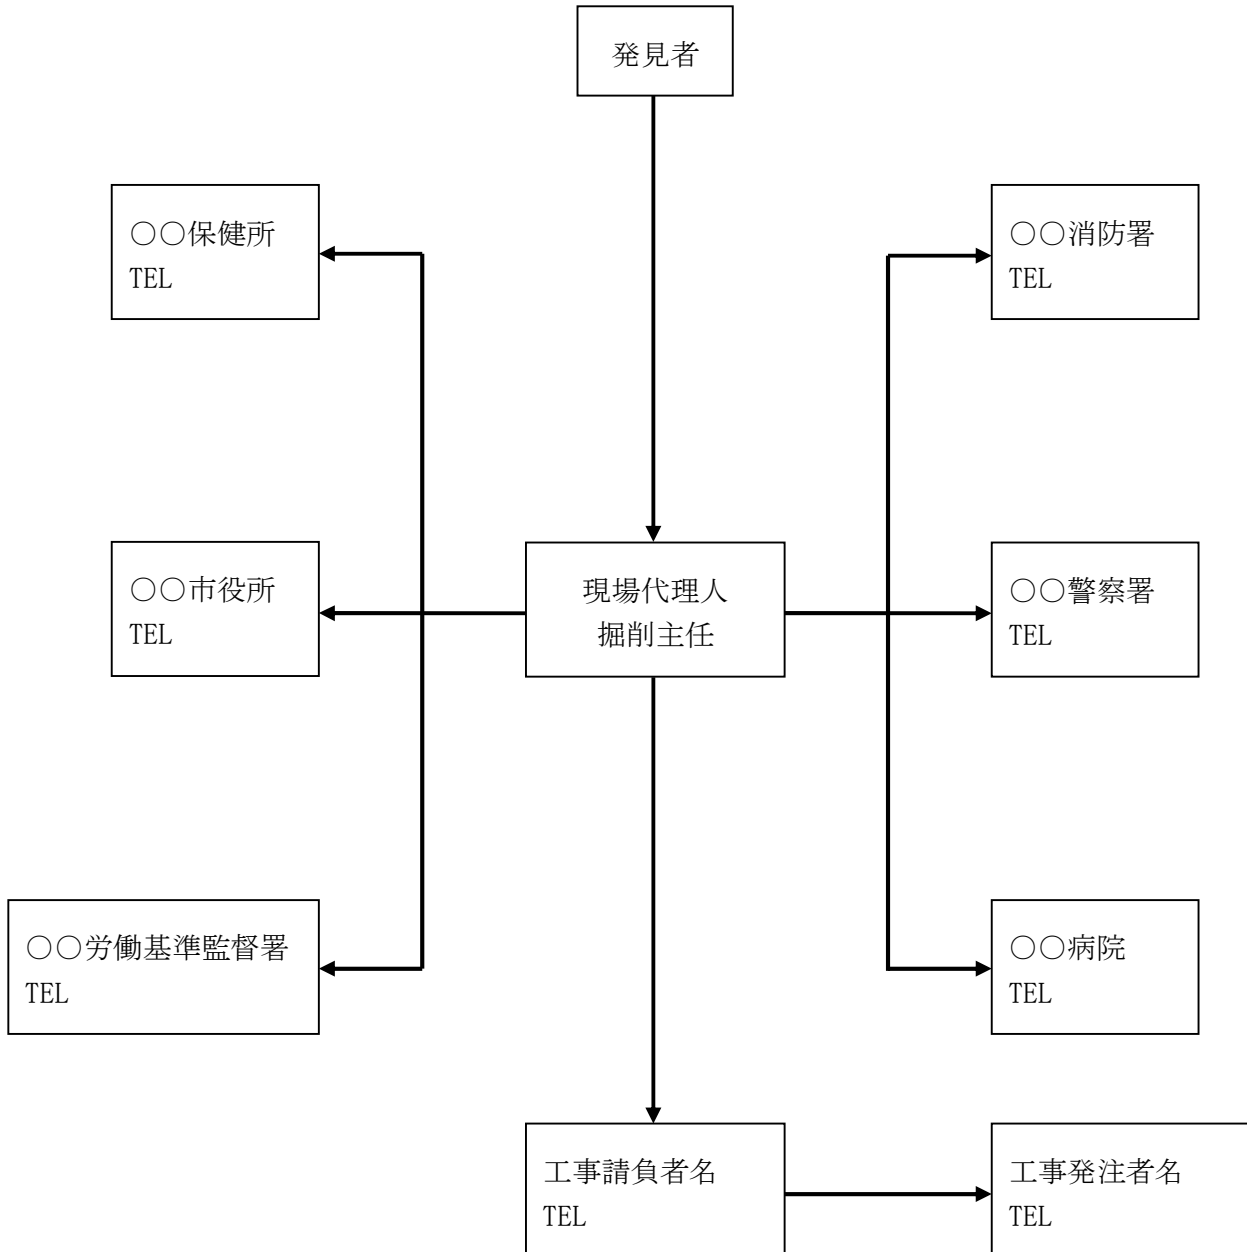 発見者
○○保健所
TEL
○○消防署
TEL
○○市役所
TEL
現場代理人
掘削主任
○○警察署
TEL
○○労働基準監督署
TEL
○○病院
TEL
工事請負者名
TEL
工事発注者名
TEL